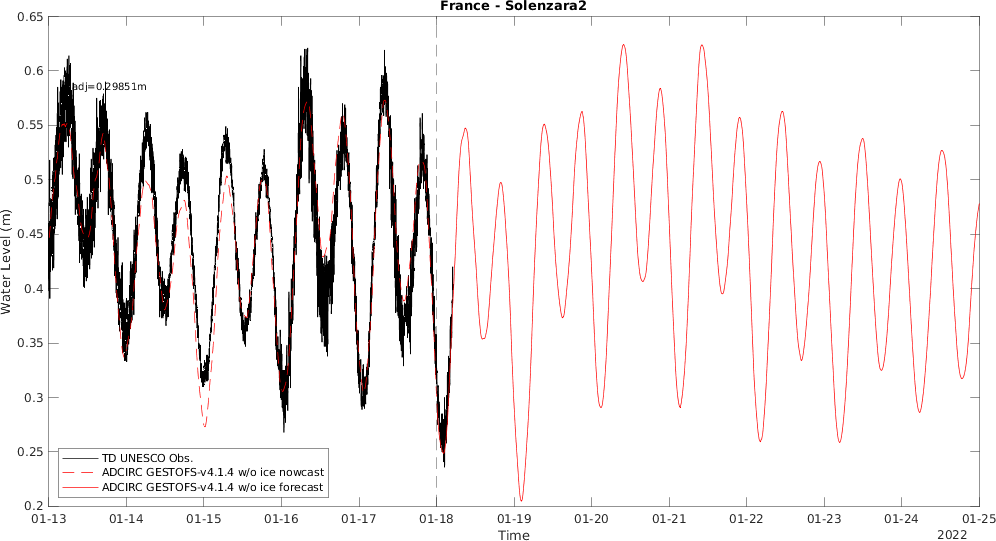 France - Solenzara2
0.65
0.6
0.55
0.5
0.45
0.4
0.35
0.3
0.25
0.2
Water Level (m)
adj=0.29851m
TD UNESCO Obs.
ADCIRC GESTOFS-v4.1.4 w/o ice nowcast
ADCIRC GESTOFS-v4.1.4 w/o ice forecast
01-13 01-14 01-15 01-16 01-17 01-18 01-19 01-20 01-21 01-22 01-23 01-24 01-25
Time
2022